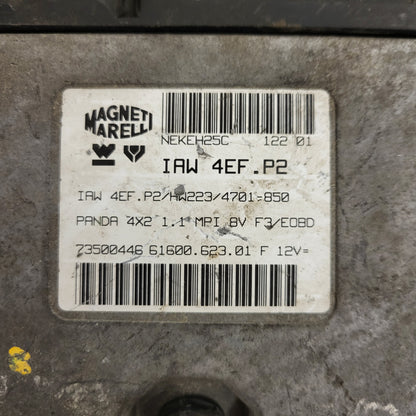 MAGNETI
MARELLI
NEKEH25C 122 01
IAW 4EF.P2
IAW 4EF.P2/HW223/4701-850
PANDA 4X2 1.1 MPI 8V F3/EOBD
73500446 61600.623.01 F 12V=